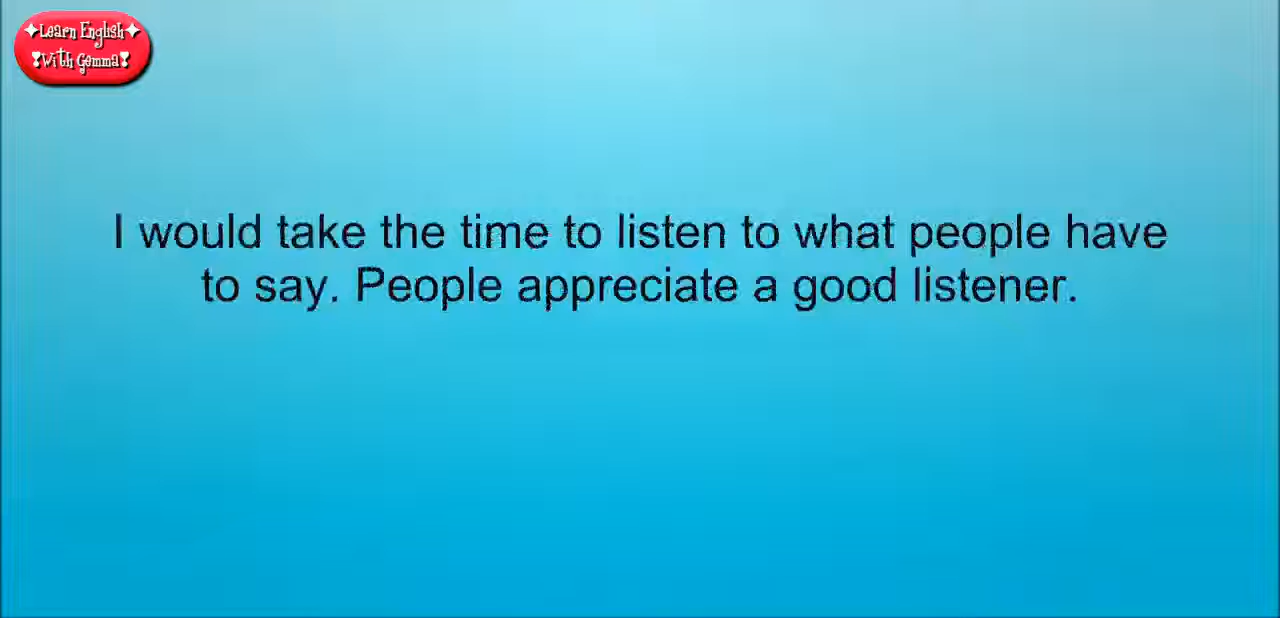 Learn English
With Gemma
I would take the time to listen to what people have
to say. People appreciate a good listener.